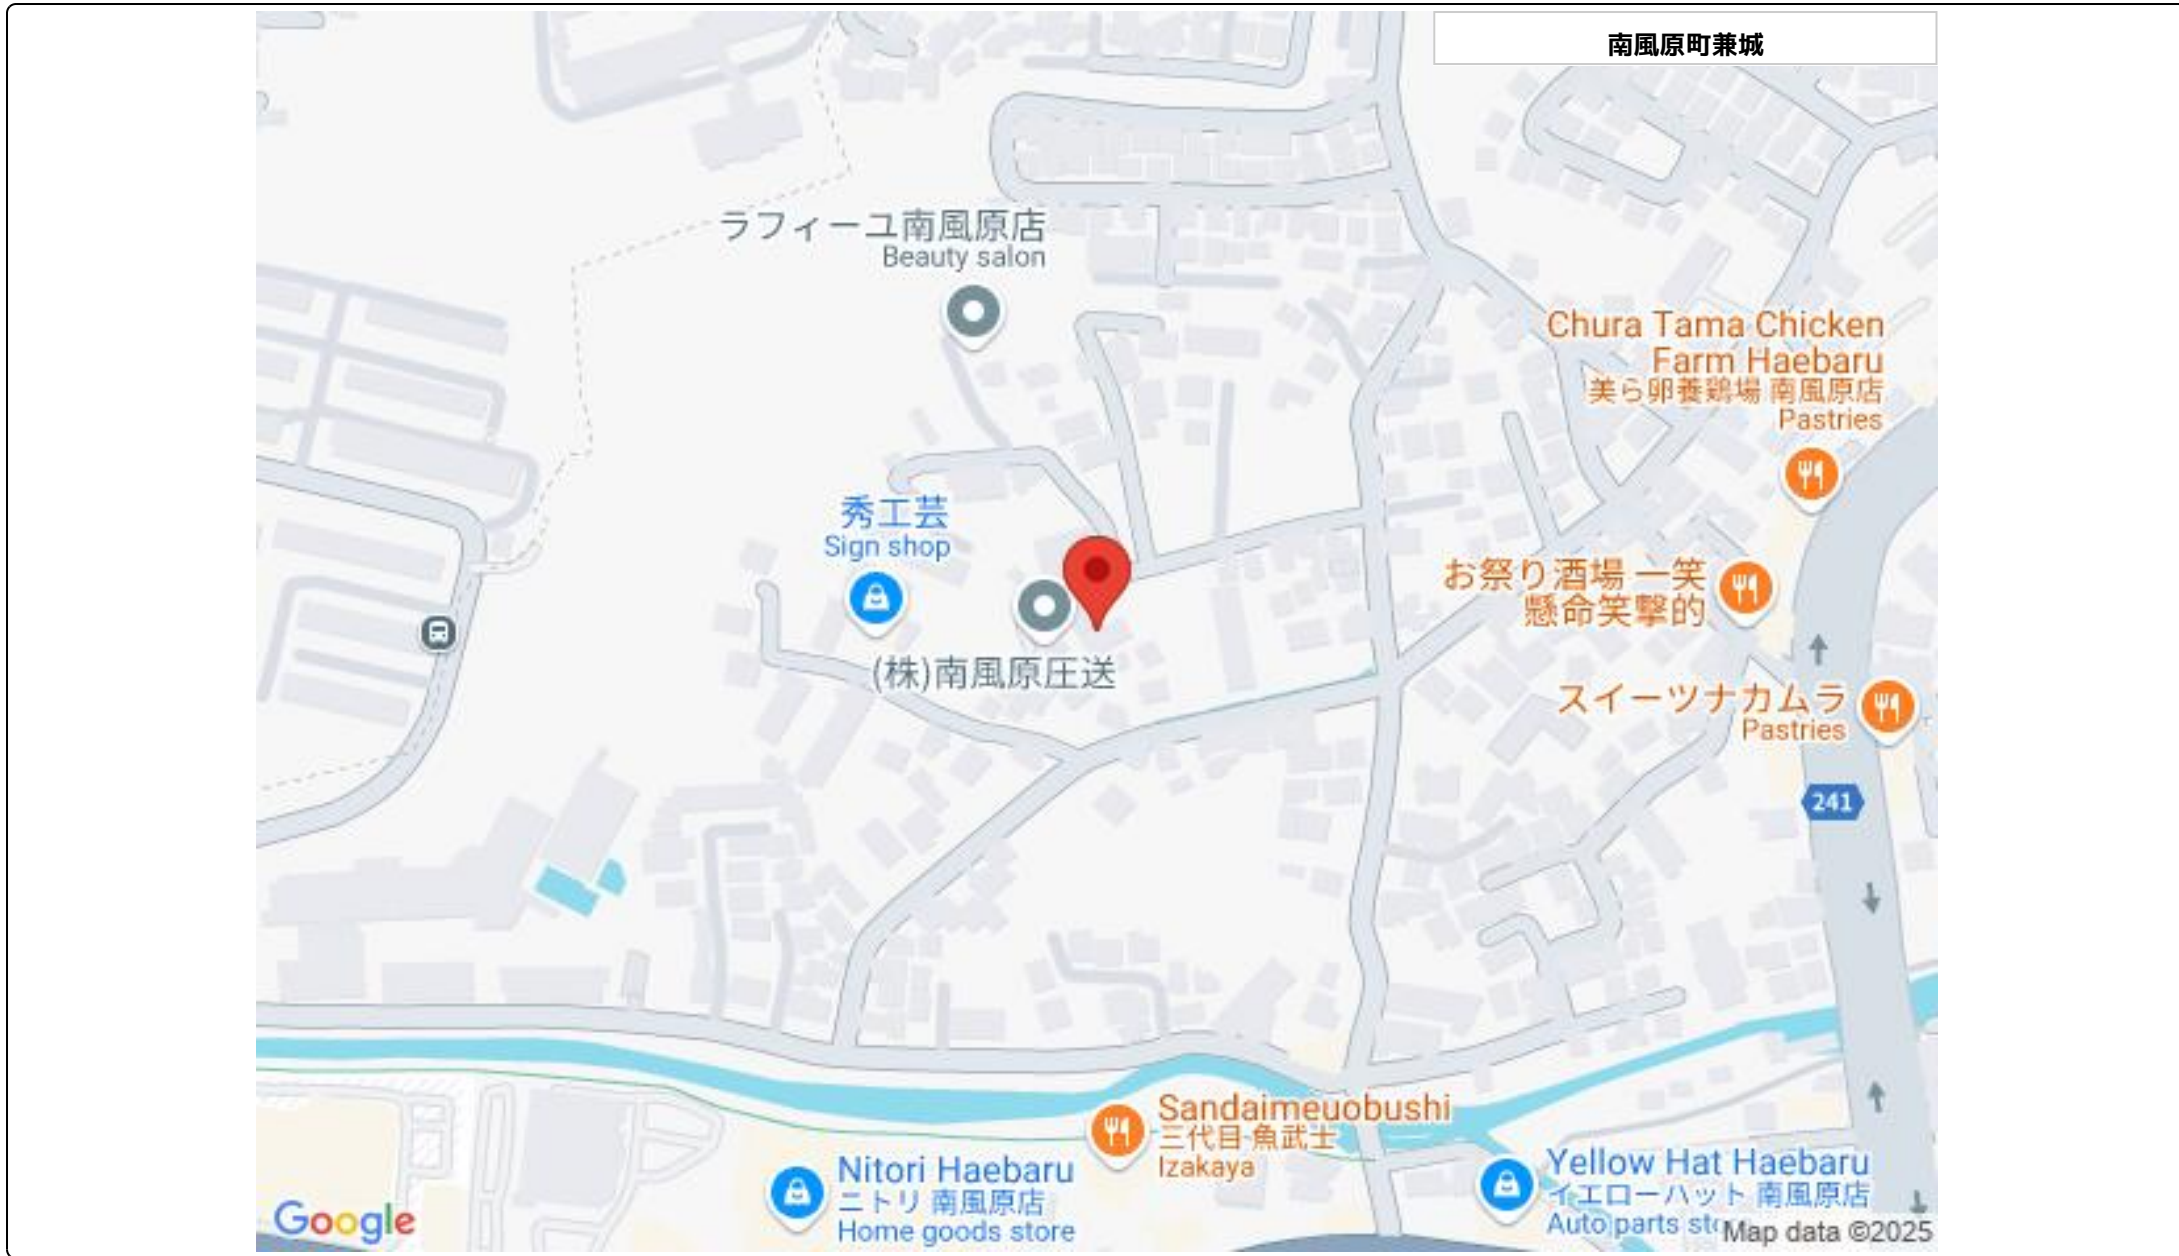 南風原町兼城
ラフィーユ南風原店
Beauty salon
Chura Tama Chicken
Farm Haebaru
美ら卵養鶏場 南風原店
Pastries
秀工芸
Sign shop
お祭り酒場 一笑
懸命笑撃的
(株)南風原圧送
スイーツナカムラ
Pastries
241
Sandaimeuobushi
三代目 魚武士
Izakaya
Nitori Haebaru
ニトリ 南風原店
Home goods store
Yellow Hat Haebaru
イエローハット 南風原店
Auto parts sto
Google
Map data ©2025